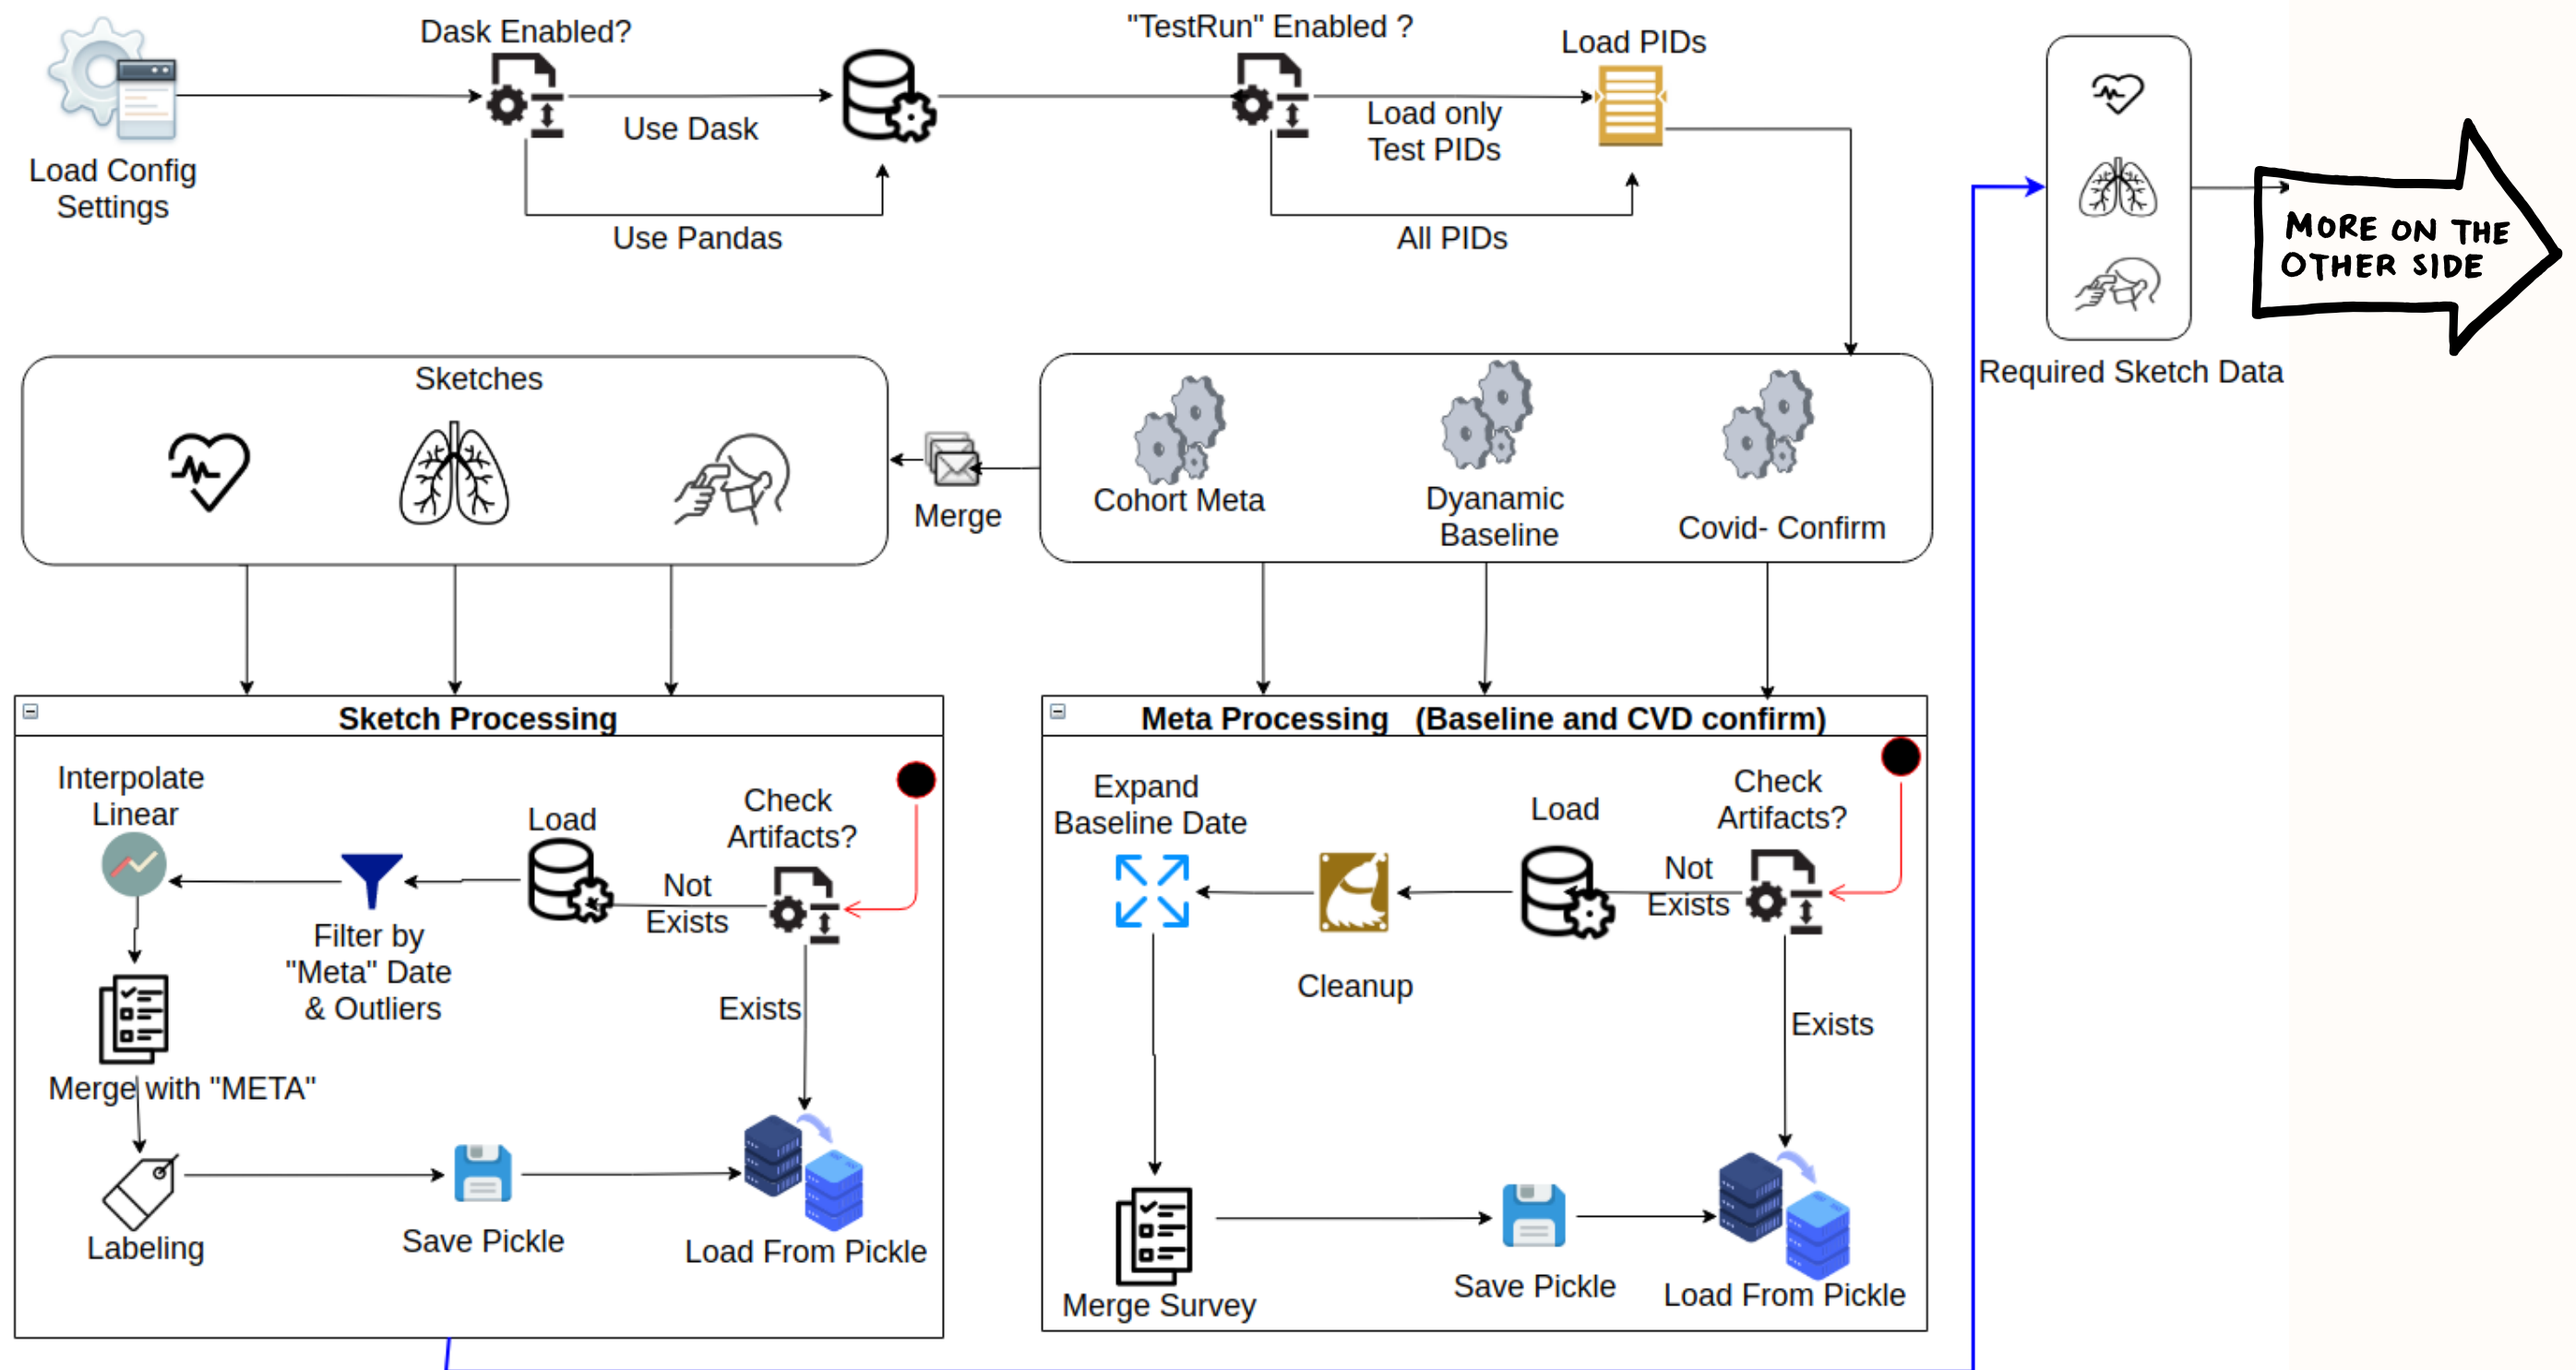 Dask Enabled?
"TestRun" Enabled ?
Load PIDs
Use Dask
Load only
Test PIDs
Load Config
Settings
Use Pandas
All PIDs
MORE ON THE
OTHER SIDE
Required Sketch Data
Sketches
Merge
Cohort Meta
Dyanamic
Baseline
Covid- Confirm
Sketch Processing
Interpolate
Linear
Load
Check
Artifacts?
Not
Exists
Filter by
"Meta" Date
& Outliers
Exists
Merge with "META"
Labeling
Save Pickle
Load From Pickle
Meta Processing (Baseline and CVD confirm)
Expand
Baseline Date
Load
Check
Artifacts?
Not
Exists
Cleanup
Exists
Merge Survey
Save Pickle
Load From Pickle